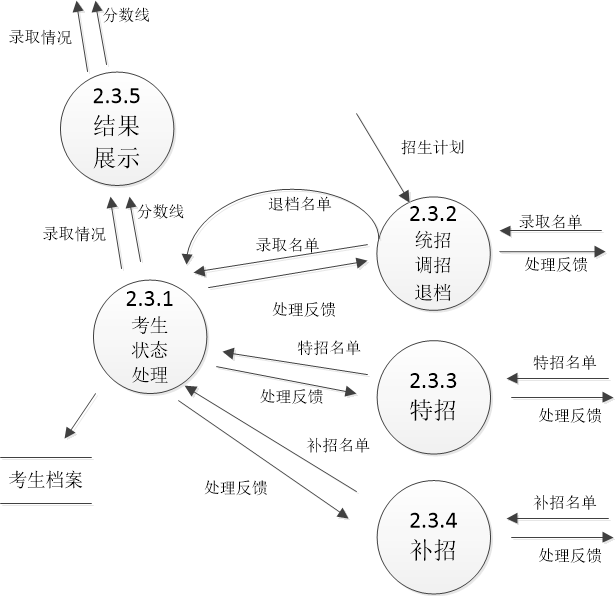 分数线
录取情况
2.3.5
结果
展示
招生计划
分数线
录取情况
退档名单
录取名单
处理反馈
2.3.2
统招
调招
退档
录取名单
处理反馈
2.3.1
考生
状态
处理
特招名单
处理反馈
2.3.3
特招
特招名单
处理反馈
补招名单
处理反馈
考生档案
2.3.4
补招
补招名单
处理反馈